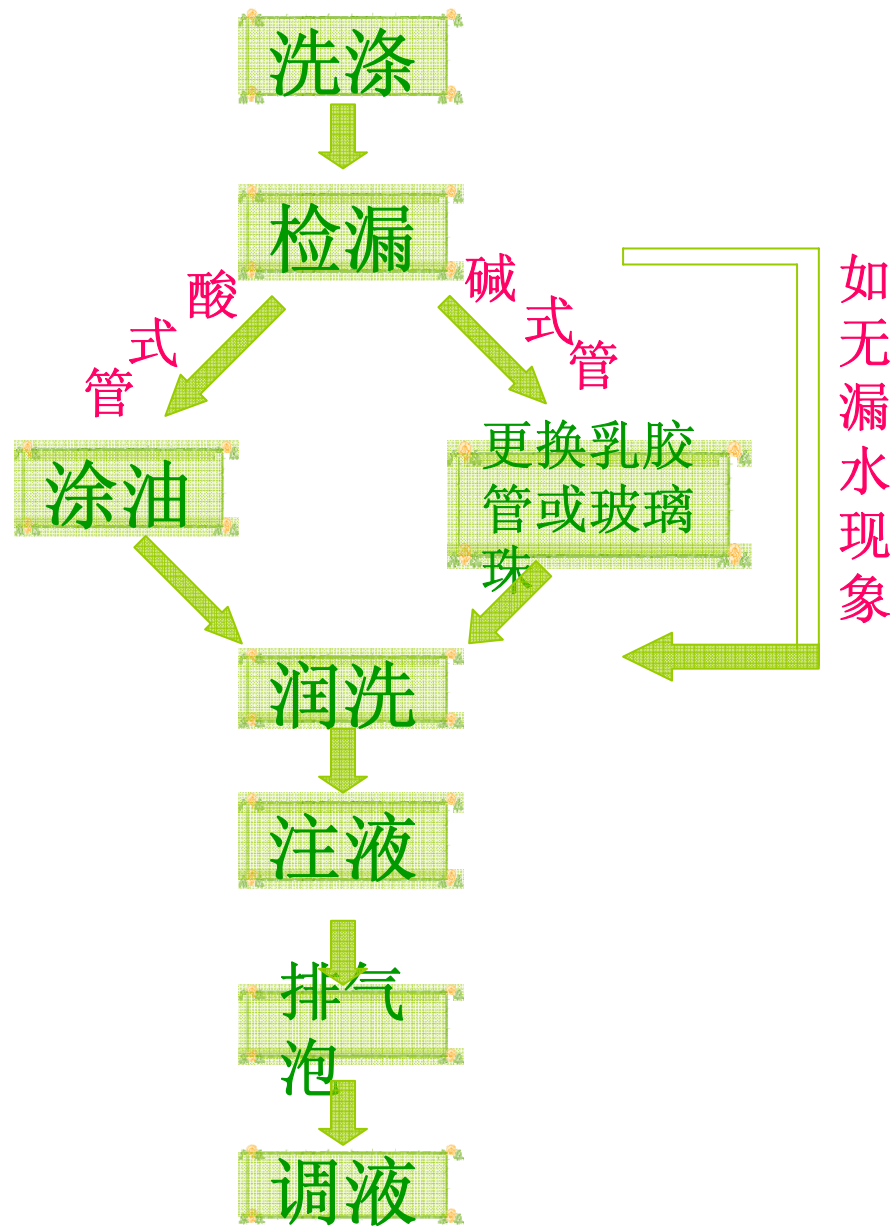 洗涤
检漏
酸式管
碱式管
如无漏水现象
涂油
更换乳胶
管或玻璃
珠
润洗
注液
排气
泡
调液